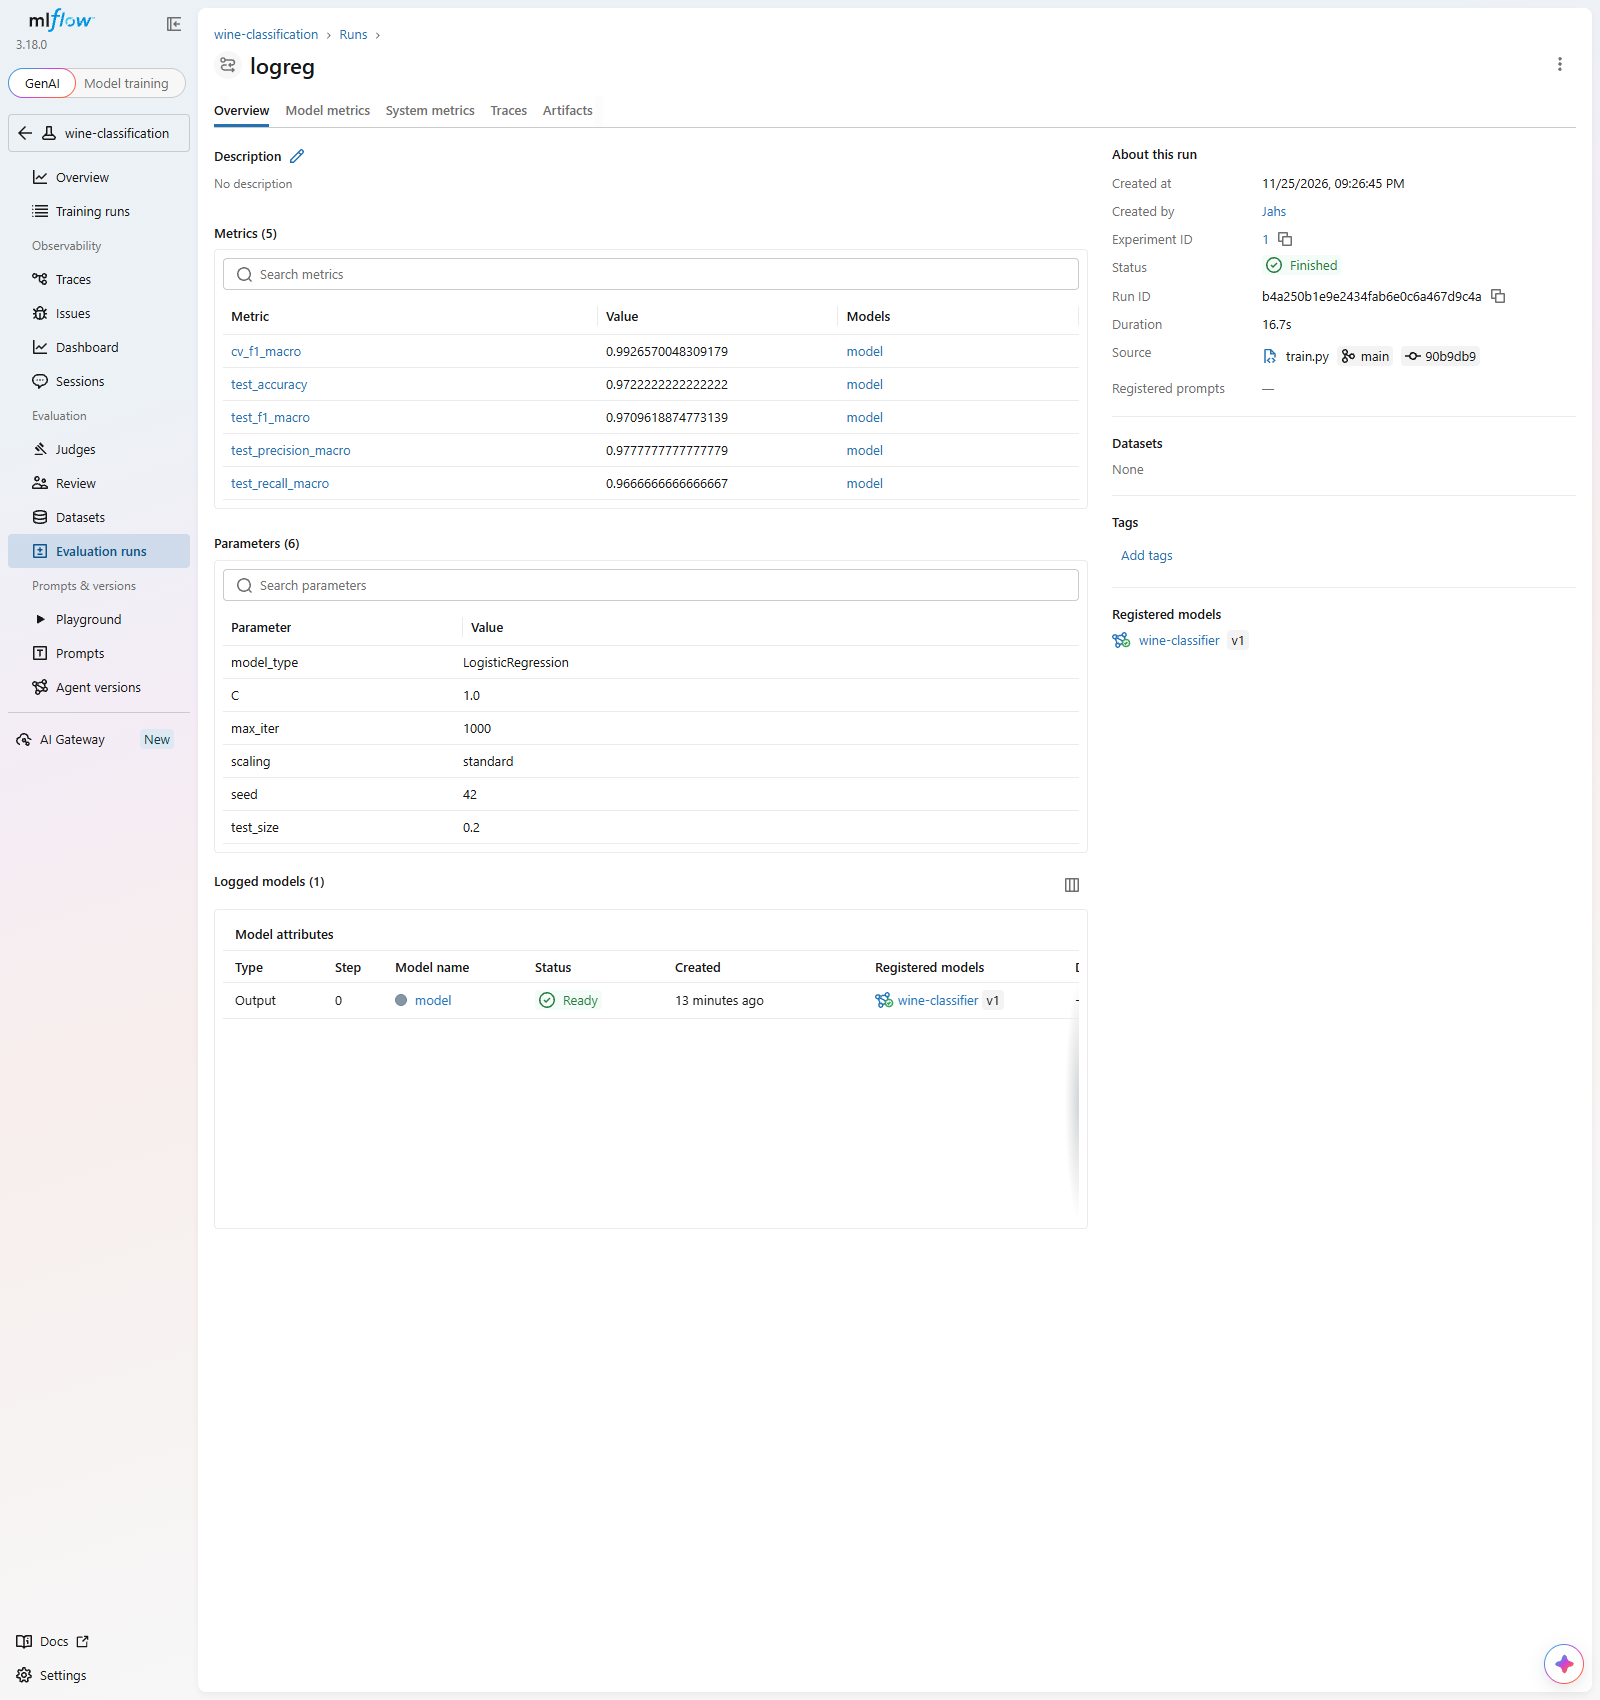 mlflow
3.18.0
GenAI Model training
wine-classification
Overview
Training runs
Observability
Traces
Issues
Dashboard
Sessions
Evaluation
Judges
Review
Datasets
Evaluation runs
Prompts & versions
Playground
Prompts
Agent versions
AI Gateway New
Docs
Settings
wine-classification › Runs ›
logreg
Overview Model metrics System metrics Traces Artifacts
Description
No description
Metrics (5)
Search metrics
Metric Value Models
cv_f1_macro 0.9926570048309179 model
test_accuracy 0.9722222222222222 model
test_f1_macro 0.9709618874773139 model
test_precision_macro 0.9777777777777779 model
test_recall_macro 0.9666666666666667 model
Parameters (6)
Search parameters
Parameter Value
model_type LogisticRegression
C 1.0
max_iter 1000
scaling standard
seed 42
test_size 0.2
Logged models (1)
Model attributes
Type Step Model name Status Created Registered models
Output 0 model Ready 13 minutes ago wine-classifier v1 -
About this run
Created at 11/25/2026, 09:26:45 PM
Created by Jahs
Experiment ID 1
Status Finished
Run ID b4a250b1e9e2434fab6e0c6a467d9c4a
Duration 16.7s
Source train.py main 90b9db9
Registered prompts —
Datasets
None
Tags
Add tags
Registered models
wine-classifier v1